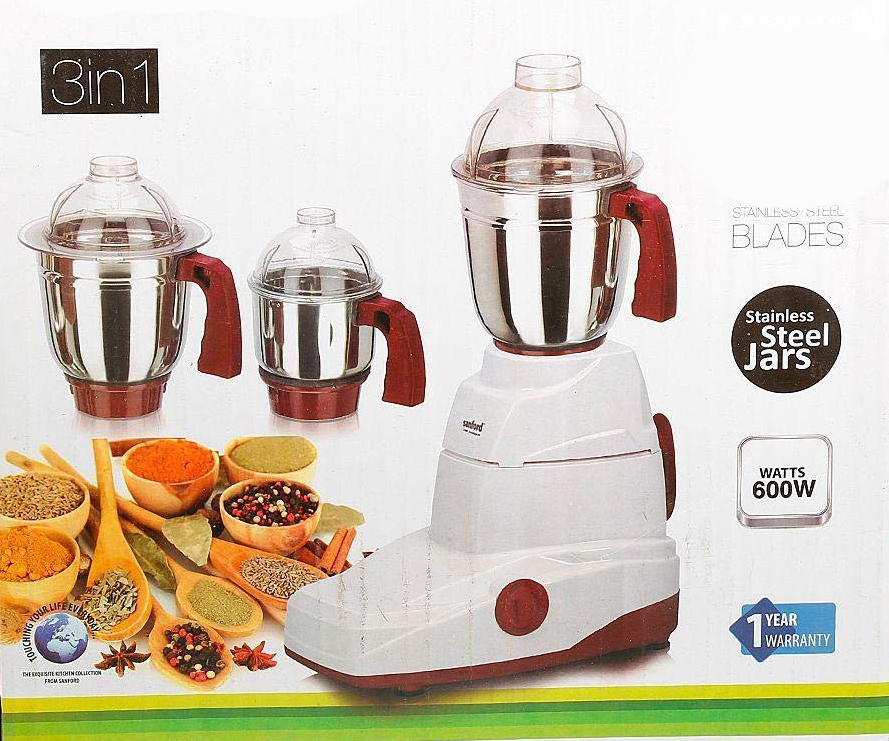 3in1
STAINLESS STEEL
BLADES
Stainless
Steel
Jars
sanford
WATTS
600W
TOUCHING YOUR LIFE EVERYDAY
THE EXQUISITE KITCHEN COLLECTION
FROM SANFORD
1 YEAR
WARRANTY